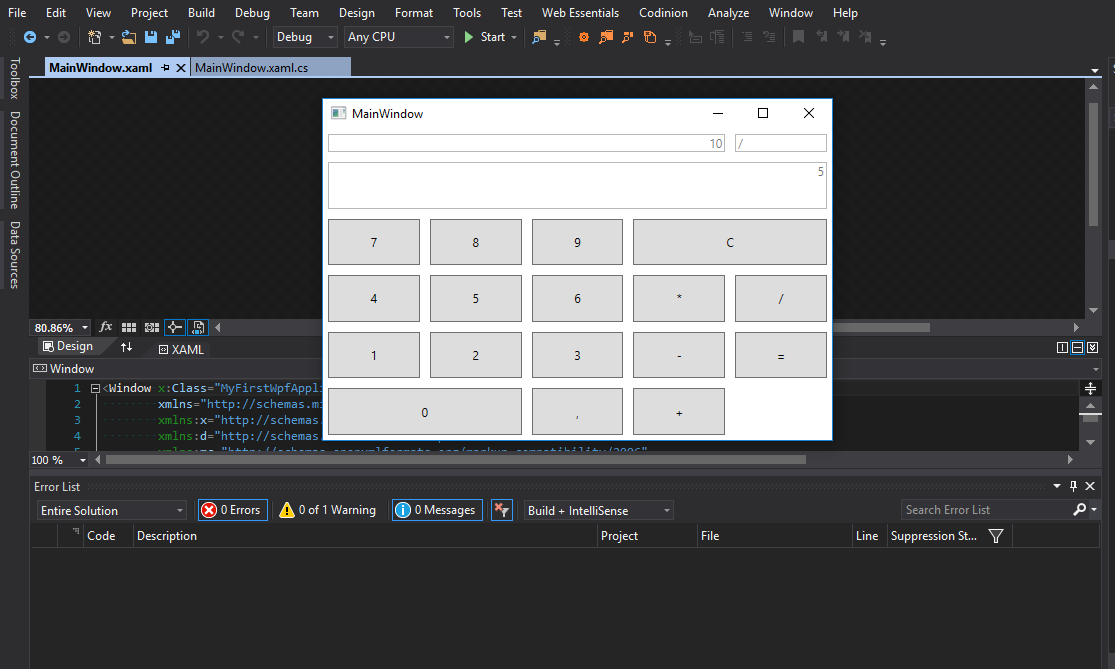 File Edit View Project Build Debug Team Design Format Tools Test Web Essentials Codinion Analyze Window Help
Debug Any CPU Start
MainWindow.xaml MainWindow.xaml.cs
Toolbox
Document Outline
Data Sources
MainWindow
10 /
5
7 8 9 C
4 5 6 * /
1 2 3 - =
0 , +
80.86% fx
Design XAML
Window
1 <Window x:Class="MyFirstWpfAppli
2 xmlns="http://schemas.mi
3 xmlns:x="http://schemas.
4 xmlns:d="http://schemas.
100 %
Error List
Entire Solution 0 Errors 0 of 1 Warning 0 Messages Build + IntelliSense Search Error List
Code Description Project File Line Suppression St...